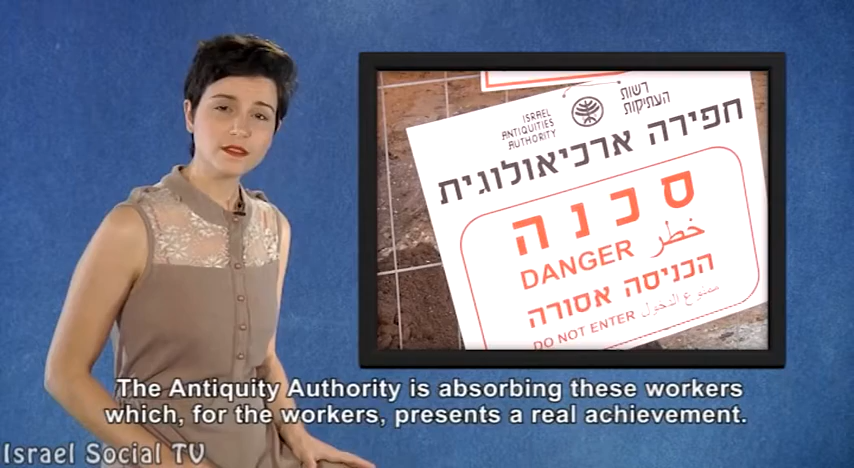 ISRAEL
ANTIQUITIES
AUTHORITY
רשות
העתיקות
חפירה ארכיאולוגית
סכנה
DANGER خطر
הכניסה אסורה
DO NOT ENTER ممنوع الدخول
The Antiquity Authority is absorbing these workers
which, for the workers, presents a real achievement.
Israel Social TV